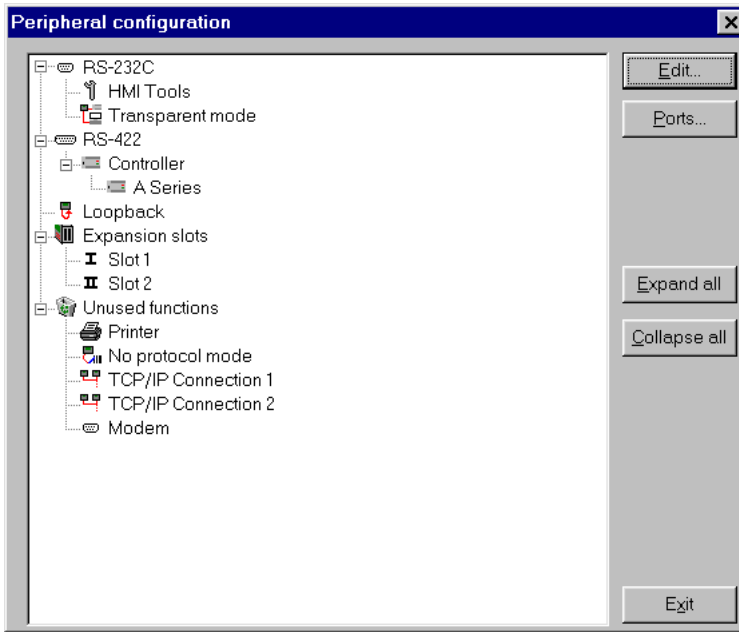 Peripheral configuration
RS-232C
HMI Tools
Transparent mode
RS-422
Controller
A Series
Loopback
Expansion slots
I Slot 1
II Slot 2
Unused functions
Printer
No protocol mode
TCP/IP Connection 1
TCP/IP Connection 2
Modem
Edit...
Ports...
Expand all
Collapse all
Exit